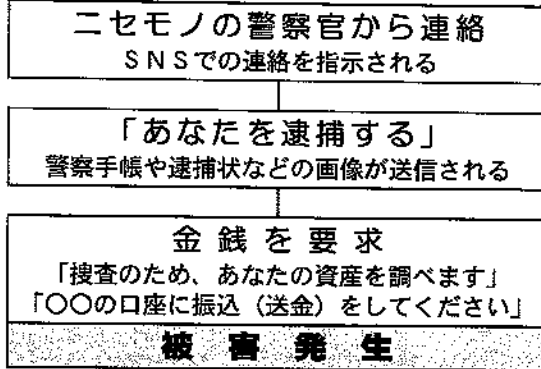 ニセモノの警察官から連絡
SNSでの連絡を指示される
「あなたを逮捕する」
警察手帳や逮捕状などの画像が送信される
金銭を要求
「捜査のため、あなたの資産を調べます」
「〇〇の口座に振込（送金）をしてください」
被害発生